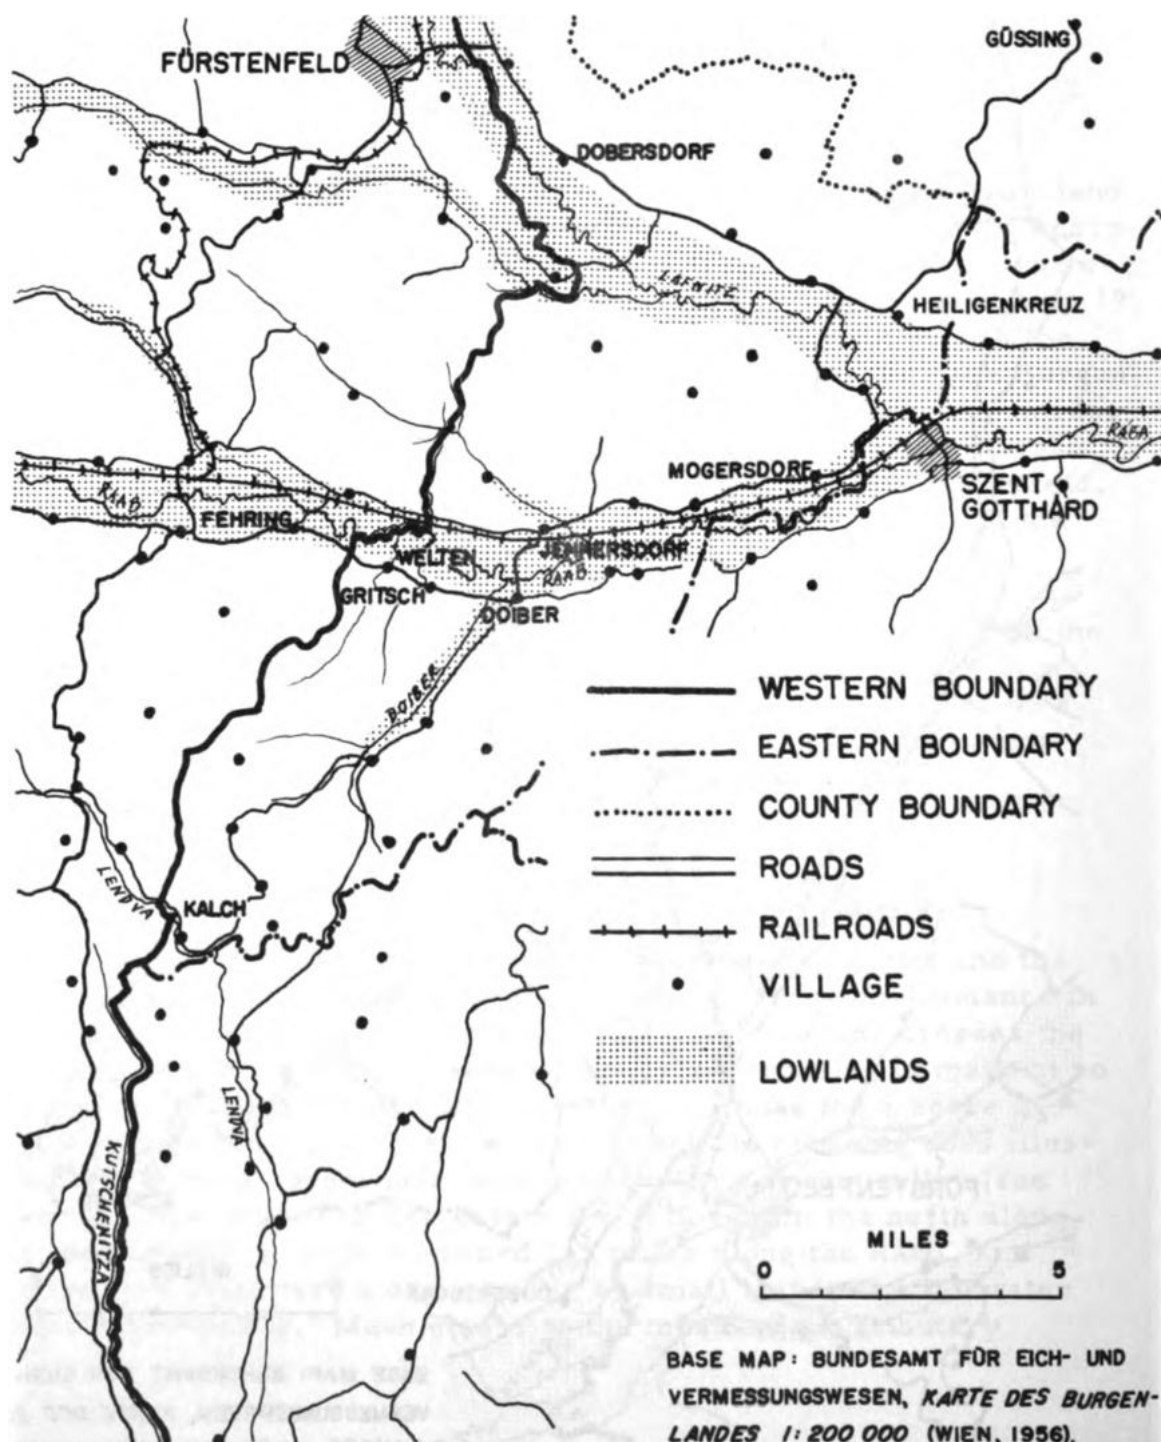 GÜSSING
FÜRSTENFELD
DOBERSDORF
LAFNITZ
HEILIGENKREUZ
RABA
MOGERSDORF
SZENT
GOTTHARD
RAAB
FEHRING
WELTEN
JENNERSDORF
RAAB
GRITSCH
DOIBER
DOIBER
LENDVA
KALCH
LENDVA
KUTSCHENITZA
WESTERN BOUNDARY
EASTERN BOUNDARY
COUNTY BOUNDARY
ROADS
RAILROADS
VILLAGE
LOWLANDS
MILES
0 5
BASE MAP: BUNDESAMT FÜR EICH- UND
VERMESSUNGSWESEN, KARTE DES BURGEN-
LANDES 1:200 000 (WIEN, 1956).